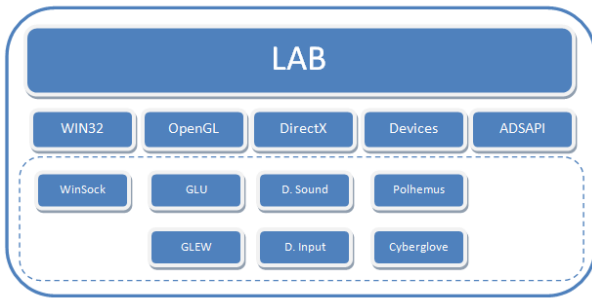 LAB
WIN32
OpenGL
DirectX
Devices
ADSAPI
WinSock
GLU
D. Sound
Polhemus
GLEW
D. Input
Cyberglove